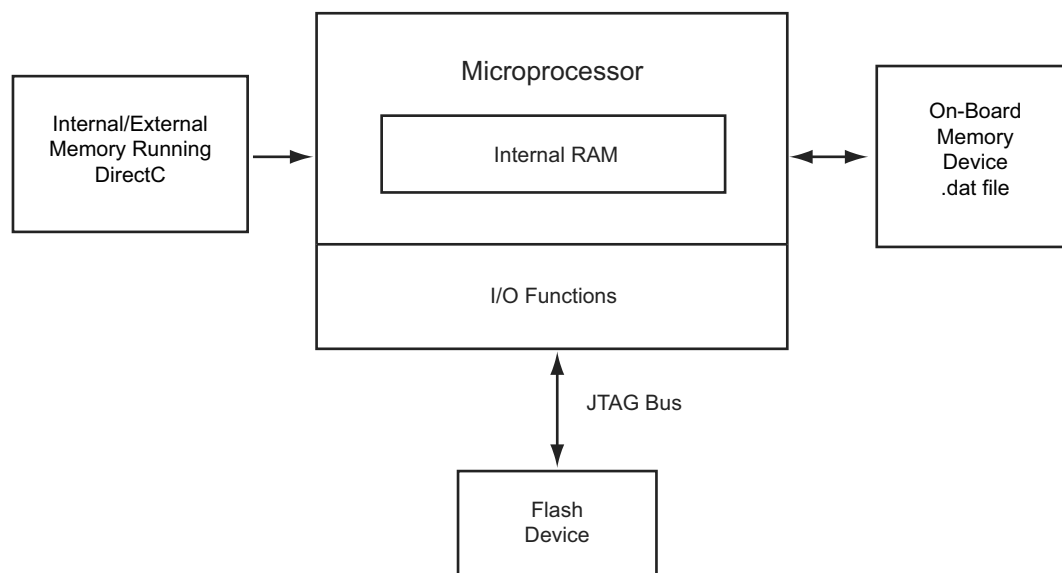 Microprocessor
Internal RAM
I/O Functions
Internal/External
Memory Running
DirectC
On-Board
Memory
Device
.dat file
JTAG Bus
Flash
Device